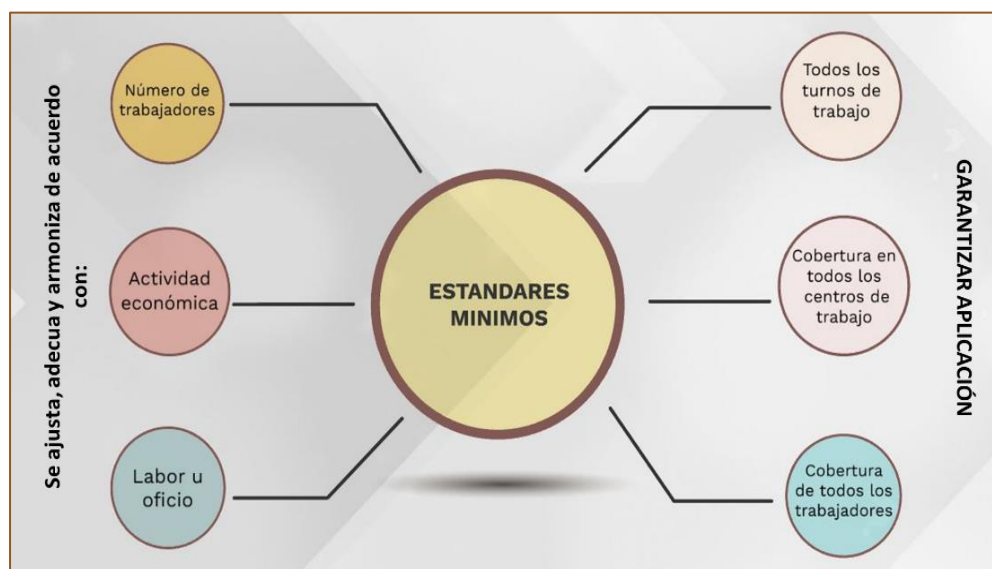 Se ajusta, adecua y armoniza de acuerdo
con:
Número de
trabajadores
Actividad
económica
Labor u
oficio
ESTANDARES
MINIMOS
Todos los
turnos de
trabajo
Cobertura en
todos los
centros de
trabajo
Cobertura
de todos los
trabajadores
GARANTIZAR APLICACIÓN